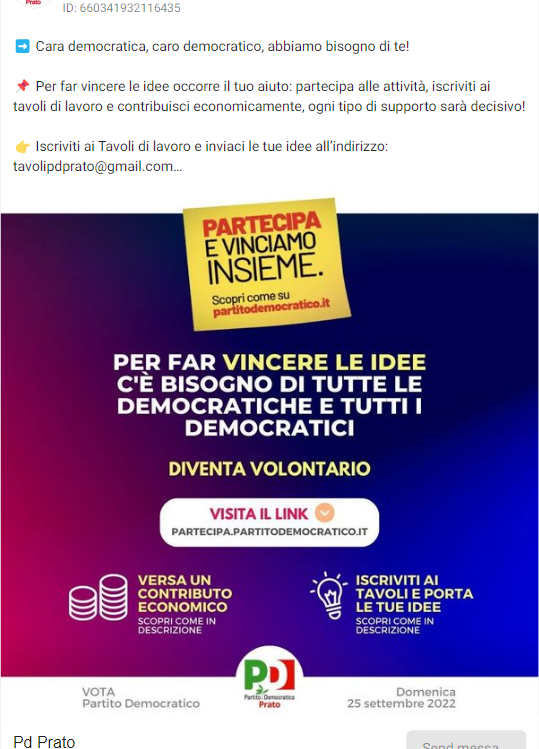 Prato
ID: 660341932116435
➡️ Cara democratica, caro democratico, abbiamo bisogno di te!
📌 Per far vincere le idee occorre il tuo aiuto: partecipa alle attività, iscriviti ai
tavoli di lavoro e contribuisci economicamente, ogni tipo di supporto sarà decisivo!
👉 Iscriviti ai Tavoli di lavoro e inviaci le tue idee all'indirizzo:
tavolipdprato@gmail.com...
PARTECIPA
E VINCIAMO
INSIEME.
Scopri come su
partitodemocratico.it
PER FAR VINCERE LE IDEE
C'È BISOGNO DI TUTTE LE
DEMOCRATICHE E TUTTI I
DEMOCRATICI
DIVENTA VOLONTARIO
VISITA IL LINK
PARTECIPA.PARTITODEMOCRATICO.IT
VERSA UN
CONTRIBUTO
ECONOMICO
SCOPRI COME IN
DESCRIZIONE
ISCRIVITI AI
TAVOLI E PORTA
LE TUE IDEE
SCOPRI COME IN
DESCRIZIONE
VOTA
Partito Democratico
PD
Partito Democratico
Prato
Domenica
25 settembre 2022
Pd Prato
Send messa...